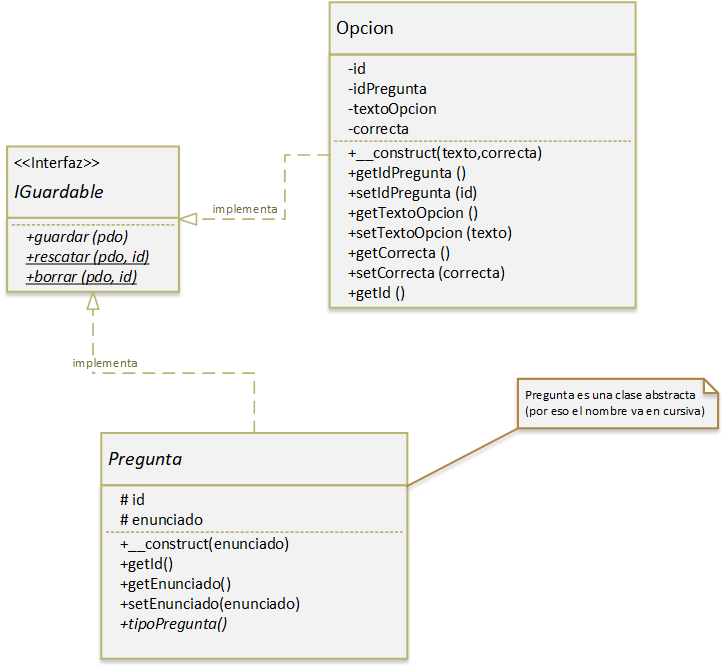 Opcion
-id
-idPregunta
-textoOpcion
-correcta
+__construct(texto,correcta)
+getIdPregunta ()
+setIdPregunta (id)
+getTextoOpcion ()
+setTextoOpcion (texto)
+getCorrecta ()
+setCorrecta (correcta)
+getId ()
<<Interfaz>>
IGuardable
+guardar (pdo)
+rescatar (pdo, id)
+borrar (pdo, id)
implementa
implementa
Pregunta es una clase abstracta
(por eso el nombre va en cursiva)
Pregunta
# id
# enunciado
+__construct(enunciado)
+getId()
+getEnunciado()
+setEnunciado(enunciado)
+tipoPregunta()